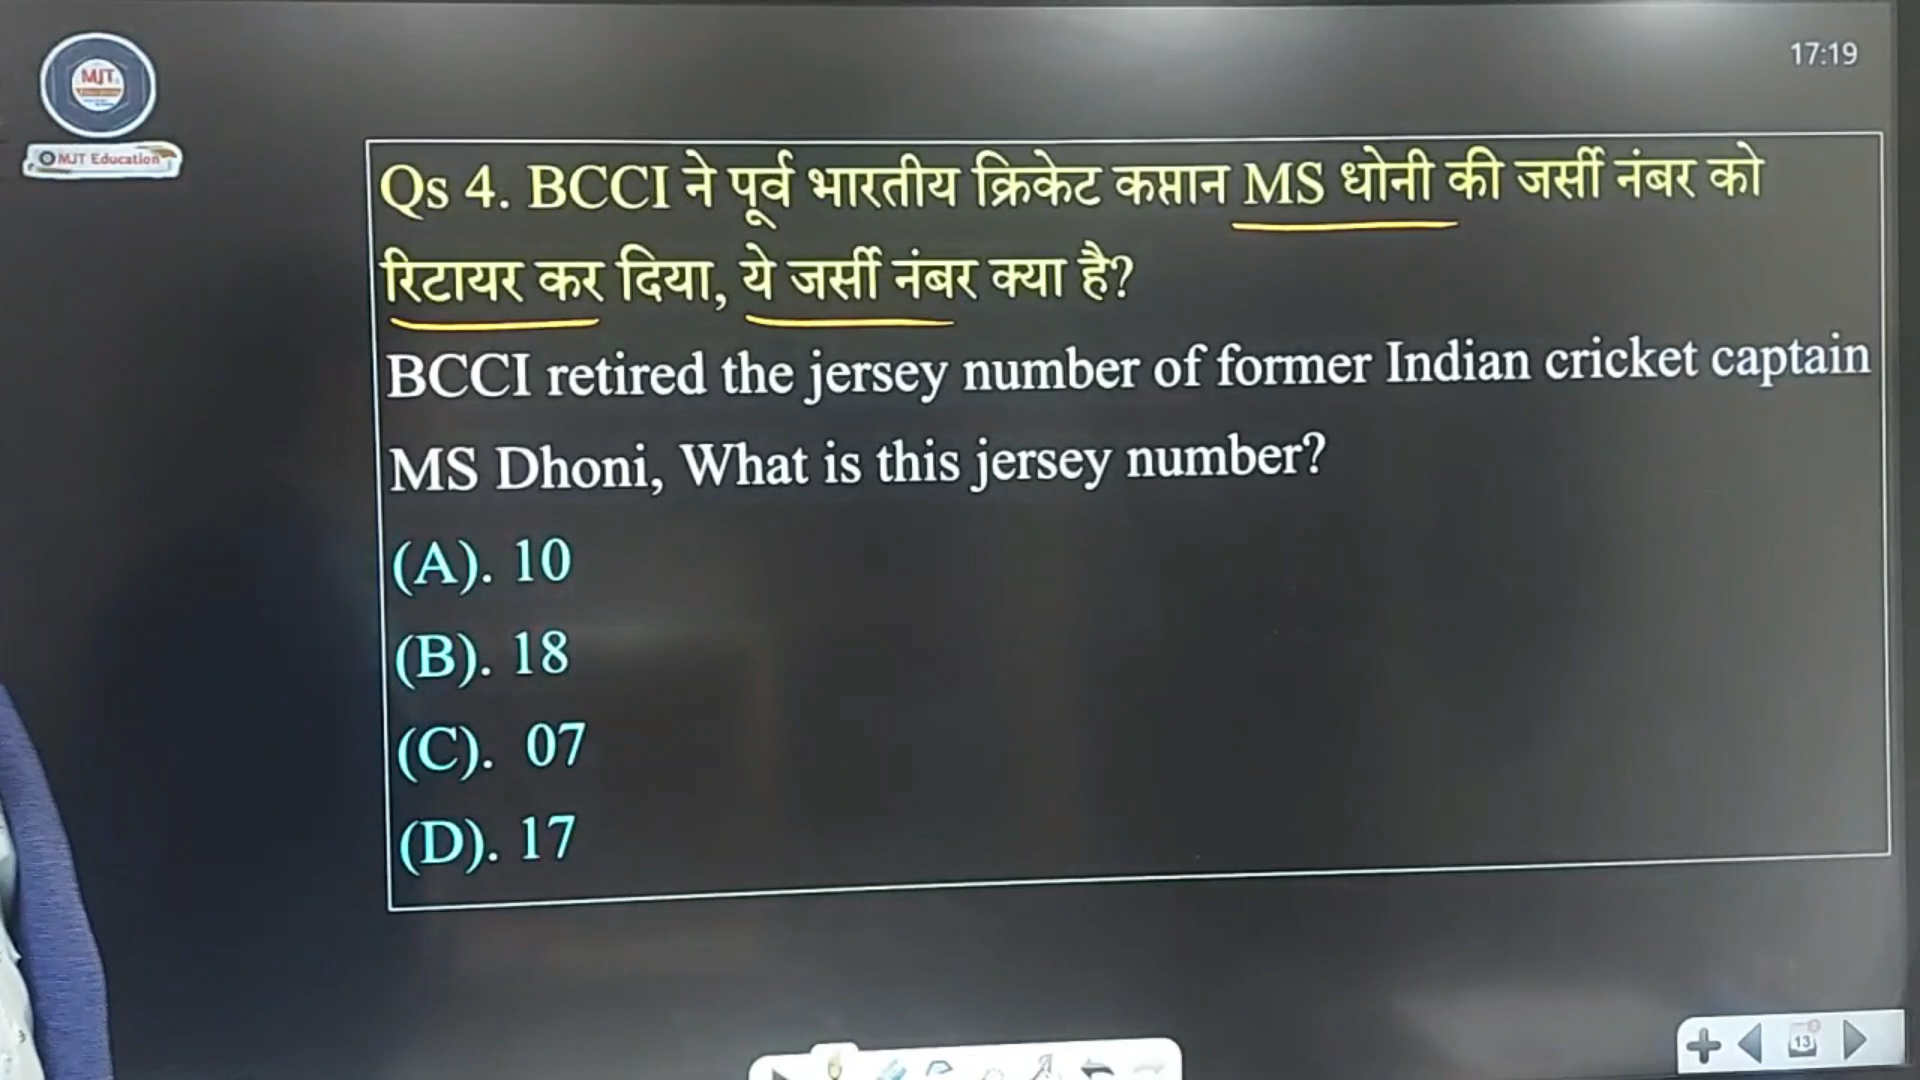 17:19
MJT
MJT Education
Qs 4. BCCI ने पूर्व भारतीय क्रिकेट कप्तान MS धोनी की जर्सी नंबर को
रिटायर कर दिया, ये जर्सी नंबर क्या है?
BCCI retired the jersey number of former Indian cricket captain
MS Dhoni, What is this jersey number?
(A). 10
(B). 18
(C). 07
(D). 17
13